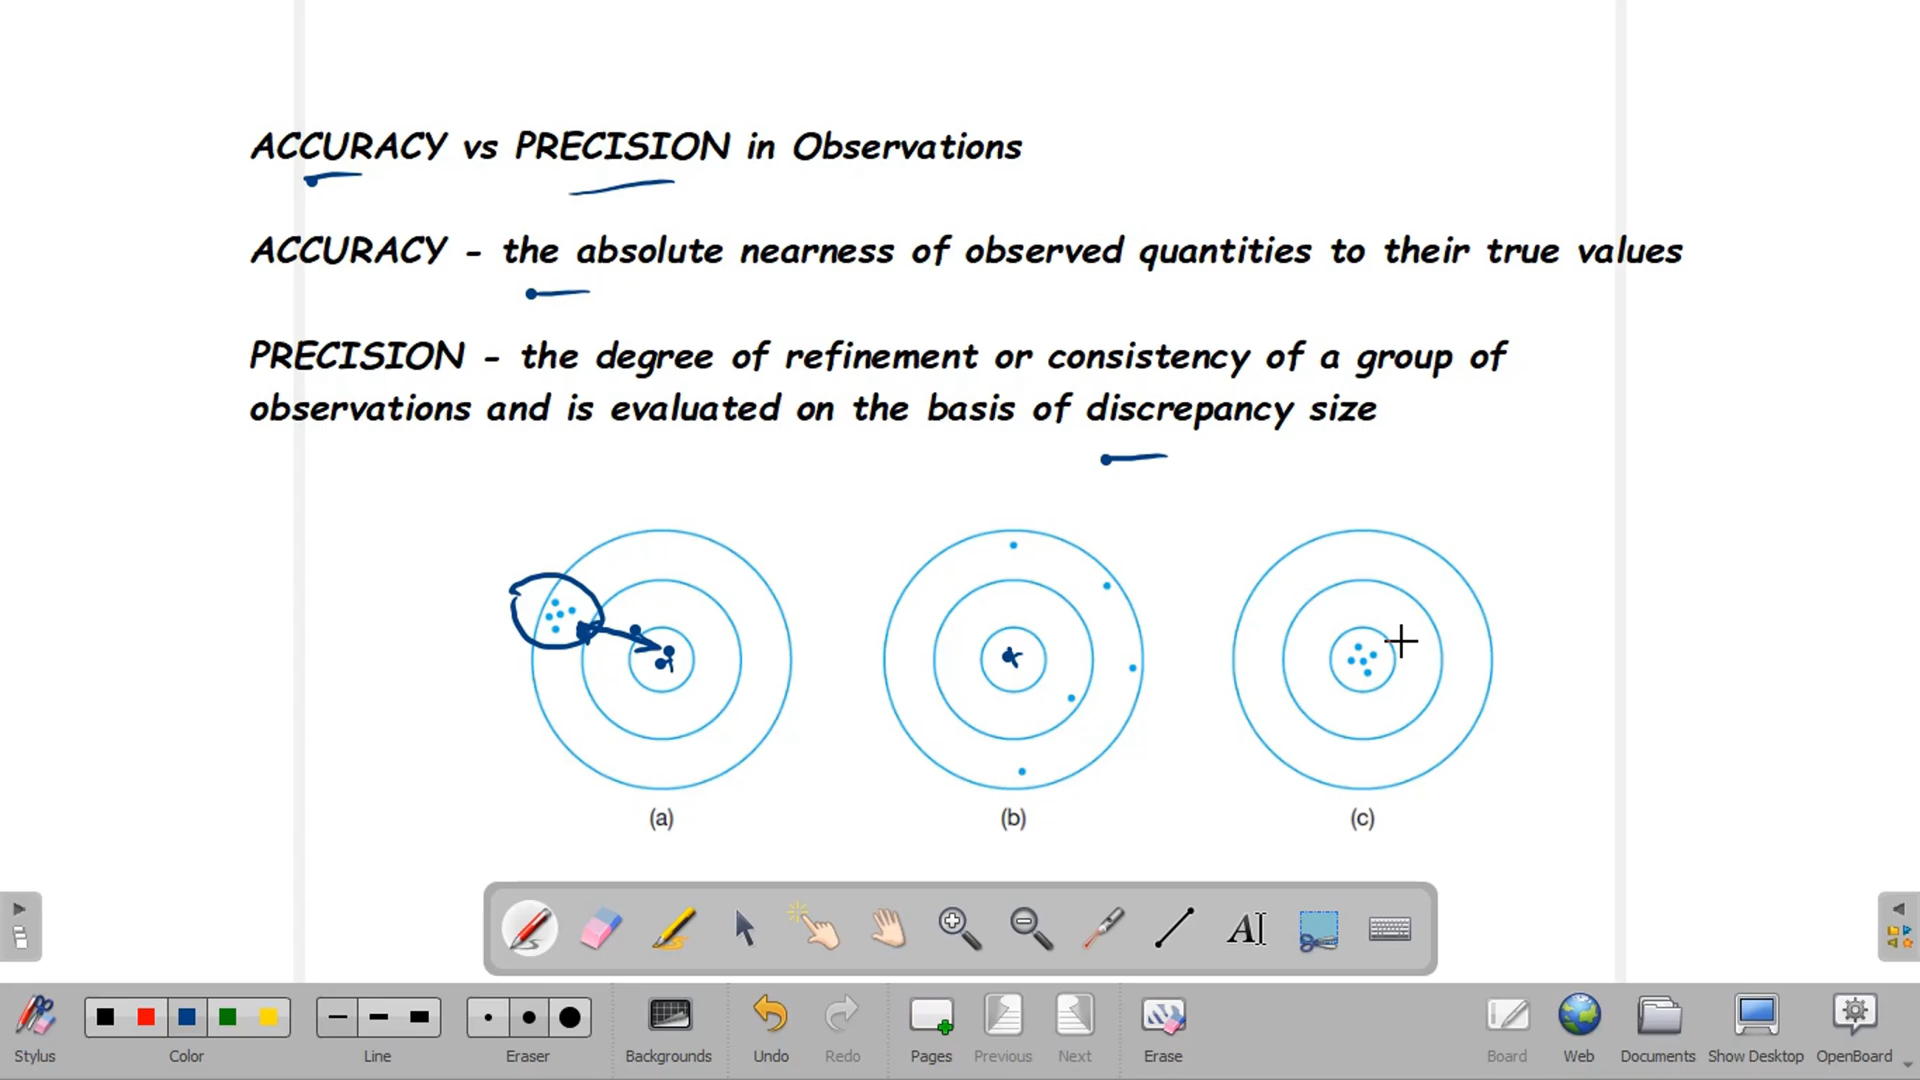 ACCURACY vs PRECISION in Observations
ACCURACY - the absolute nearness of observed quantities to their true values
PRECISION - the degree of refinement or consistency of a group of
observations and is evaluated on the basis of discrepancy size
(a) (b) (c)
Stylus Color Line Eraser Backgrounds Undo Redo Pages Previous Next Erase Board Web Documents Show Desktop OpenBoard